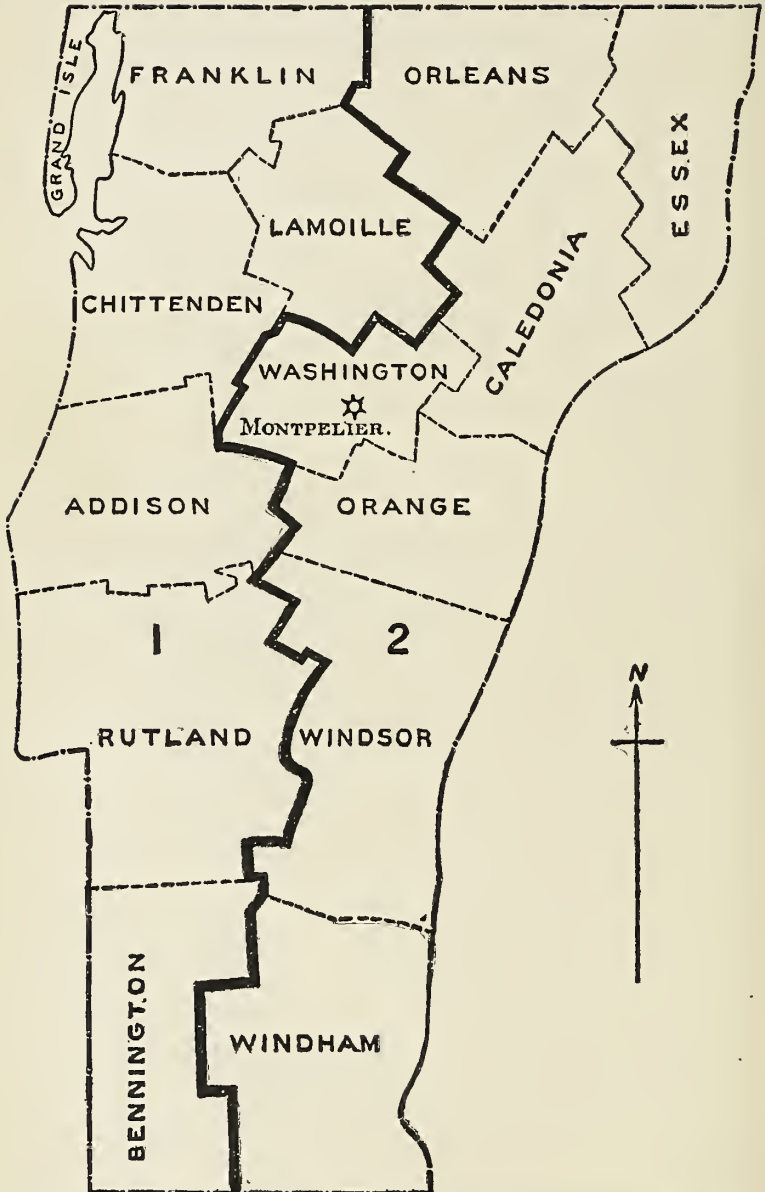 GRAND ISLE
FRANKLIN
ORLEANS
ESSEX
LAMOILLE
CALEDONIA
CHITTENDEN
WASHINGTON
MONTPELIER.
ADDISON
ORANGE
1
2
RUTLAND
WINDSOR
N
BENNINGTON
WINDHAM